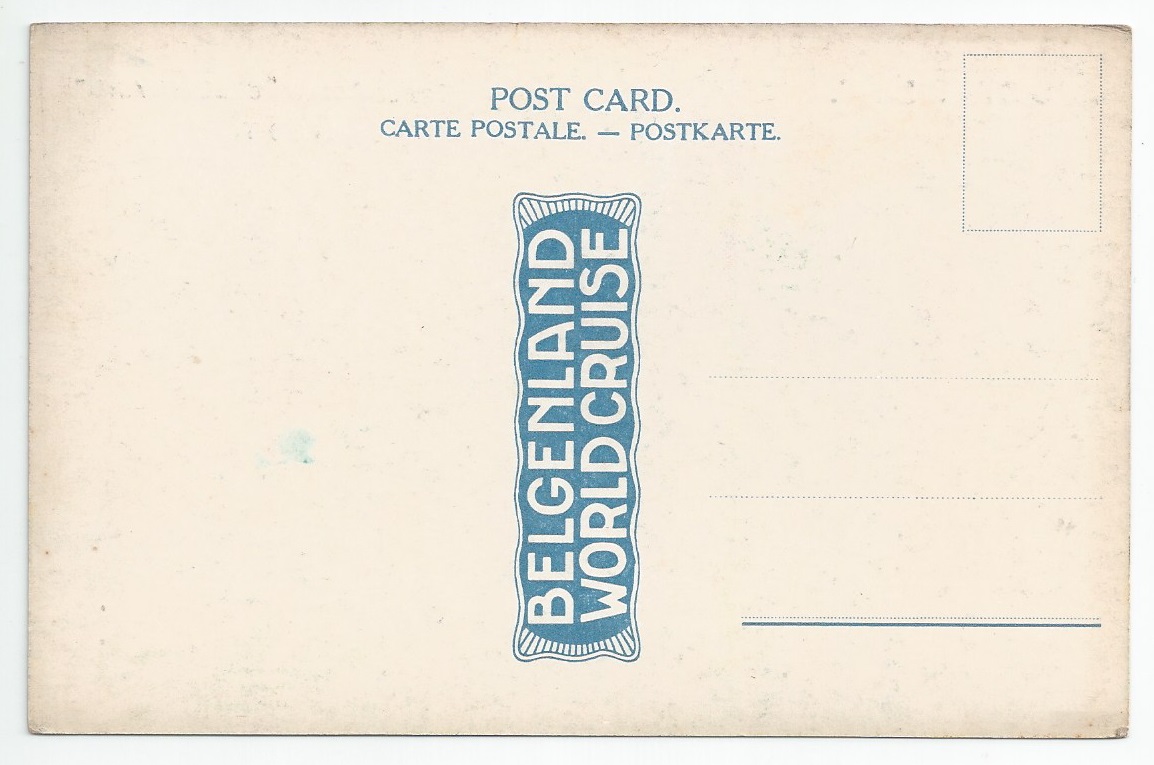 POST CARD.
CARTE POSTALE. — POSTKARTE.
BELGENLAND
WORLD CRUISE